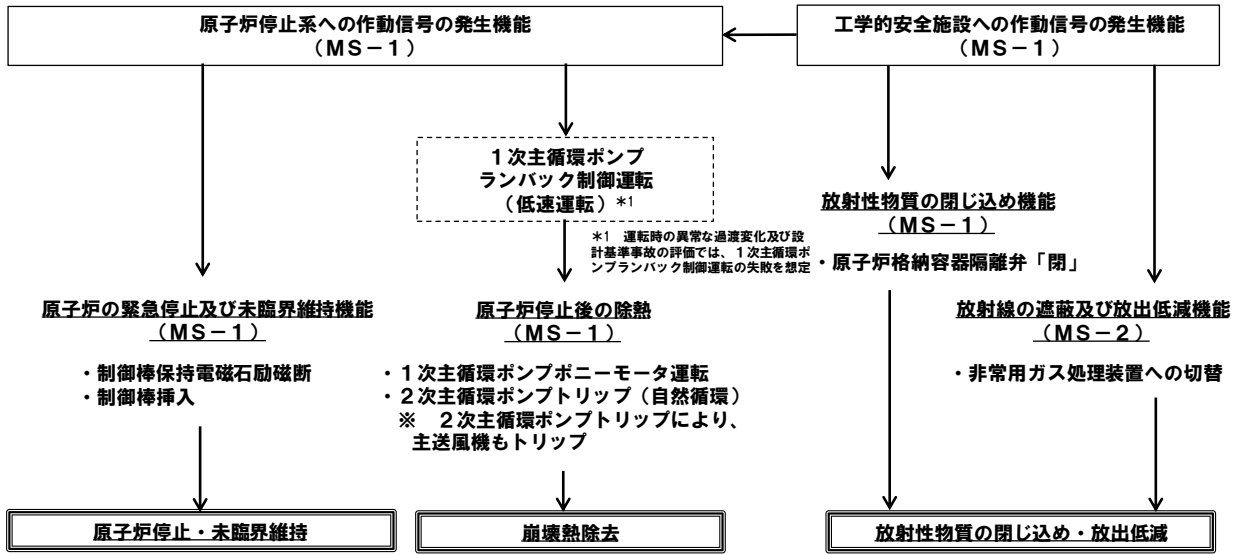 原子炉停止系への作動信号の発生機能
（ＭＳ－１）
工学的安全施設への作動信号の発生機能
（ＭＳ－１）
１次主循環ポンプ
ランバック制御運転
（低速運転）*1
*1　運転時の異常な過渡変化及び設
計基準事故の評価では、１次主循環ポ
ンプランバック制御運転の失敗を想定
放射性物質の閉じ込め機能
（ＭＳ－１）
・原子炉格納容器隔離弁「閉」
原子炉の緊急停止及び未臨界維持機能
（ＭＳ－１）
・制御棒保持電磁石励磁断
・制御棒挿入
原子炉停止後の除熱
（ＭＳ－１）
・１次主循環ポンプポニーモータ運転
・２次主循環ポンプトリップ（自然循環）
※　２次主循環ポンプトリップにより、
主送風機もトリップ
放射線の遮蔽及び放出低減機能
（ＭＳ－２）
・非常用ガス処理装置への切替
原子炉停止・未臨界維持
崩壊熱除去
放射性物質の閉じ込め・放出低減